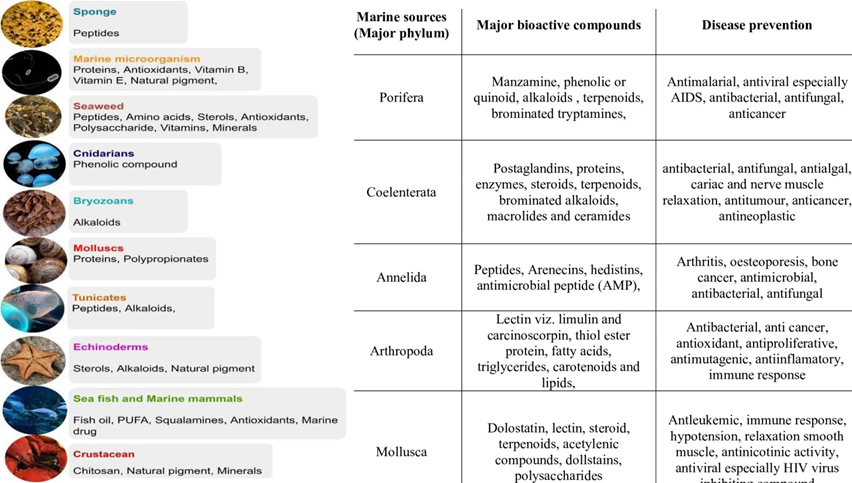 Sponge
Peptides
Marine microorganism
Proteins, Antioxidants, Vitamin B,
Vitamin E, Natural pigment,
Seaweed
Peptides, Amino acids, Sterols, Antioxidants,
Polysaccharide, Vitamins, Minerals
Cnidarians
Phenolic compound
Bryozoans
Alkaloids
Molluscs
Proteins, Polypropionates
Tunicates
Peptides, Alkaloids,
Echinoderms
Sterols, Alkaloids, Natural pigment
Sea fish and Marine mammals
Fish oil, PUFA, Squalamines, Antioxidants, Marine
drug
Crustacean
Chitosan, Natural pigment, Minerals
Marine sources
(Major phylum)
Major bioactive compounds
Disease prevention
Porifera
Manzamine, phenolic or
quinoid, alkaloids , terpenoids,
brominated tryptamines,
Antimalarial, antiviral especially
AIDS, antibacterial, antifungal,
anticancer
Coelenterata
Postaglandins, proteins,
enzymes, steroids, terpenoids,
brominated alkaloids,
macrolides and ceramides
antibacterial, antifungal, antialgal,
cariac and nerve muscle
relaxation, antitumour, anticancer,
antineoplastic
Annelida
Peptides, Arenecins, hedistins,
antimicrobial peptide (AMP),
Arthritis, oesteoporesis, bone
cancer, antimicrobial,
antibacterial, antifungal
Arthropoda
Lectin viz. limulin and
carcinoscorpin, thiol ester
protein, fatty acids,
triglycerides, carotenoids and
lipids,
Antibacterial, anti cancer,
antioxidant, antiproliferative,
antimutagenic, antiinflamatory,
immune response
Mollusca
Dolostatin, lectin, steroid,
terpenoids, acetylenic
compounds, dollstains,
polysaccharides
Antleukemic, immune response,
hypotension, relaxation smooth
muscle, antinicotinic activity,
antiviral especially HIV virus